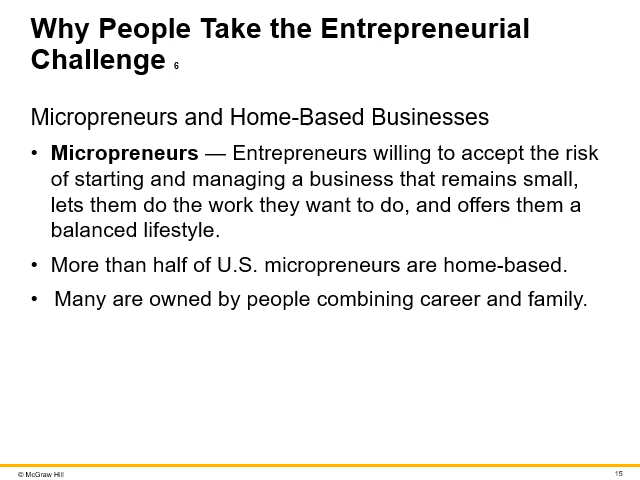 Why People Take the Entrepreneurial
Challenge 6
Micropreneurs and Home-Based Businesses
• Micropreneurs — Entrepreneurs willing to accept the risk
of starting and managing a business that remains small,
lets them do the work they want to do, and offers them a
balanced lifestyle.
• More than half of U.S. micropreneurs are home-based.
• Many are owned by people combining career and family.
© McGraw Hill
15